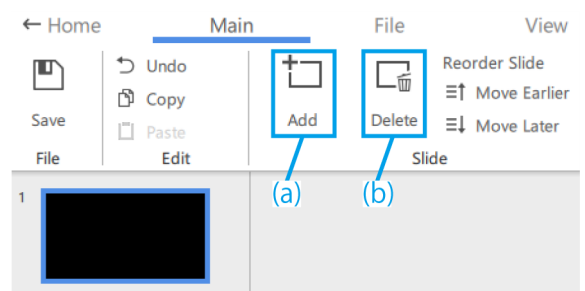 ← Home Main File View
Undo
Copy
Paste
Save
File
Edit
Add
Delete
Reorder Slide
Move Earlier
Move Later
Slide
(a) (b)
1